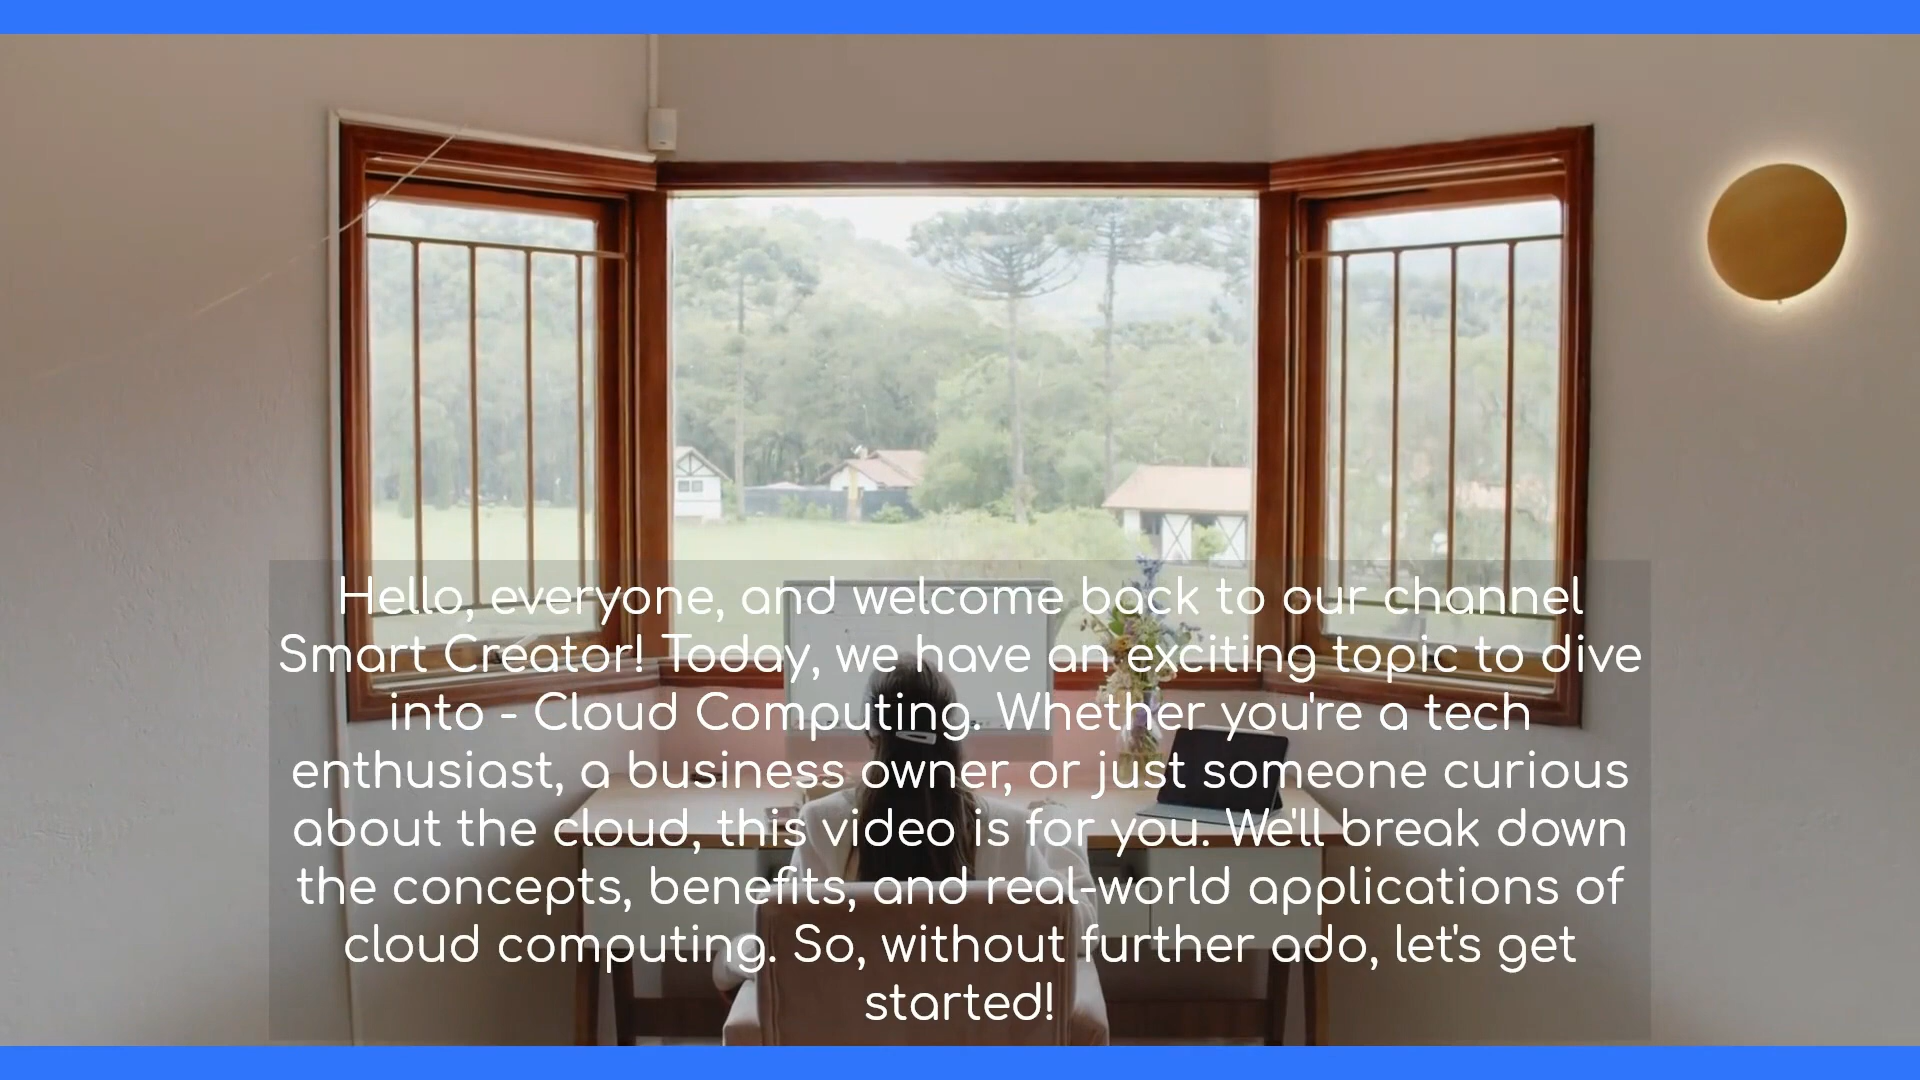 Hello, everyone, and welcome back to our channel
Smart Creator! Today, we have an exciting topic to dive
into - Cloud Computing. Whether you're a tech
enthusiast, a business owner, or just someone curious
about the cloud, this video is for you. We'll break down
the concepts, benefits, and real-world applications of
cloud computing. So, without further ado, let's get
started!